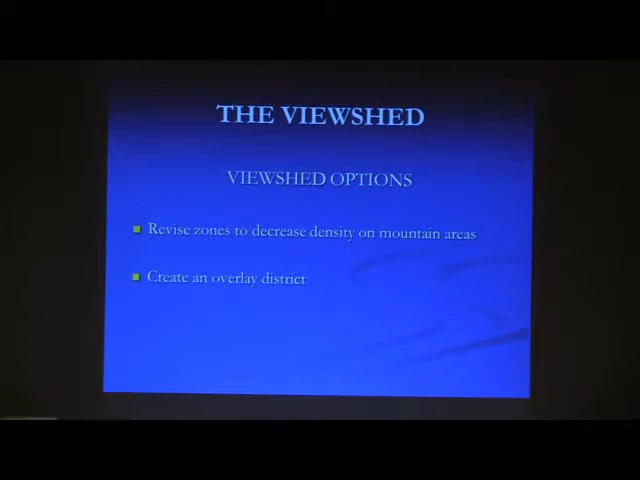 THE VIEWSHED
VIEWSHED OPTIONS
Revise zones to decrease density on mountain areas
Create an overlay district